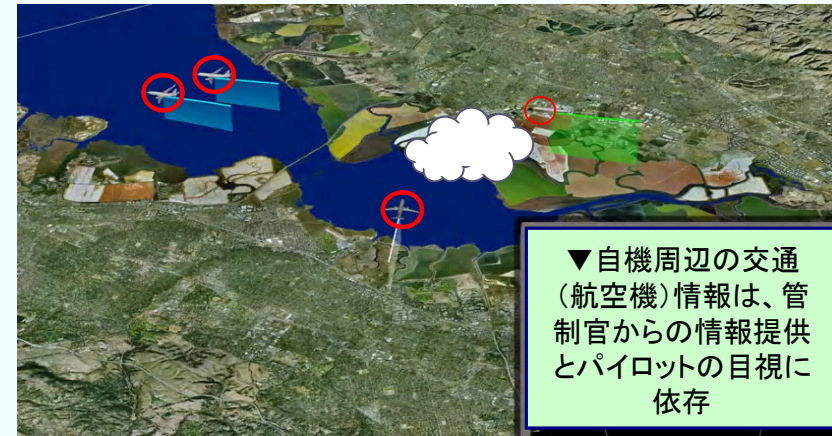 ▼自機周辺の交通
(航空機)情報は、管
制官からの情報提供
とパイロットの目視に
依存